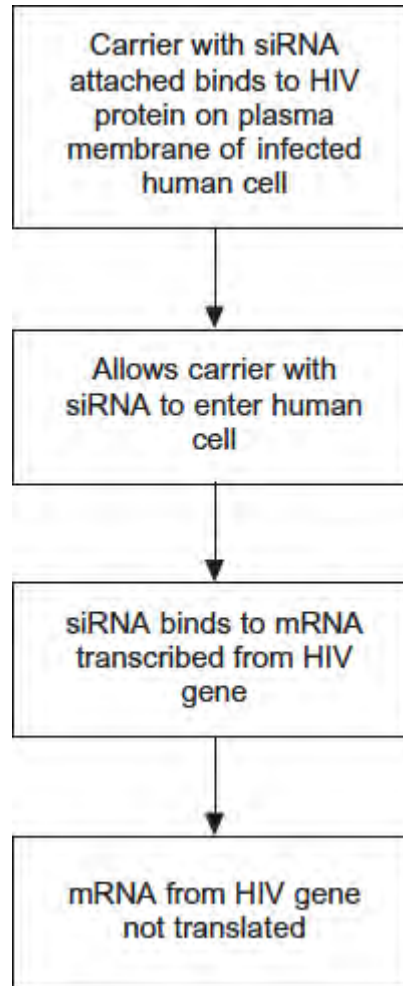 Carrier with siRNA
attached binds to HIV
protein on plasma
membrane of infected
human cell
Allows carrier with
siRNA to enter human
cell
siRNA binds to mRNA
transcribed from HIV
gene
mRNA from HIV gene
not translated